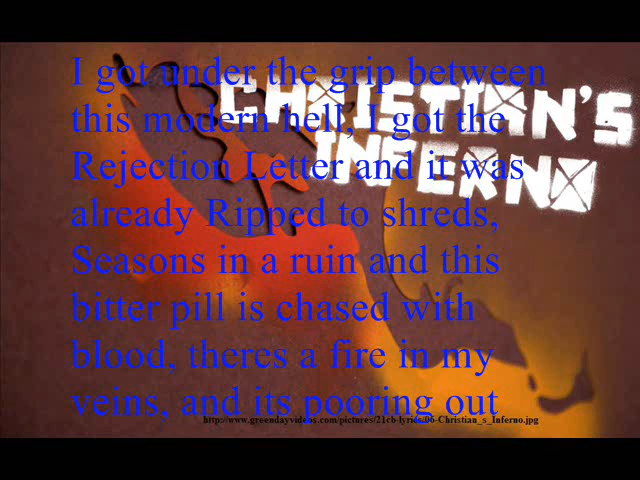 I got under the grip between
this modern hell, I got the
Rejection Letter and it was
already Ripped to shreds,
Seasons in a ruin and this
bitter pill is chased with
blood, theres a fire in my
veins, and its pooring out
CHRISTIAN'S
INFERNO
http://www.greendayvideos.com/pictures/21cb-lyrics/06-Christian_s_Inferno.jpg